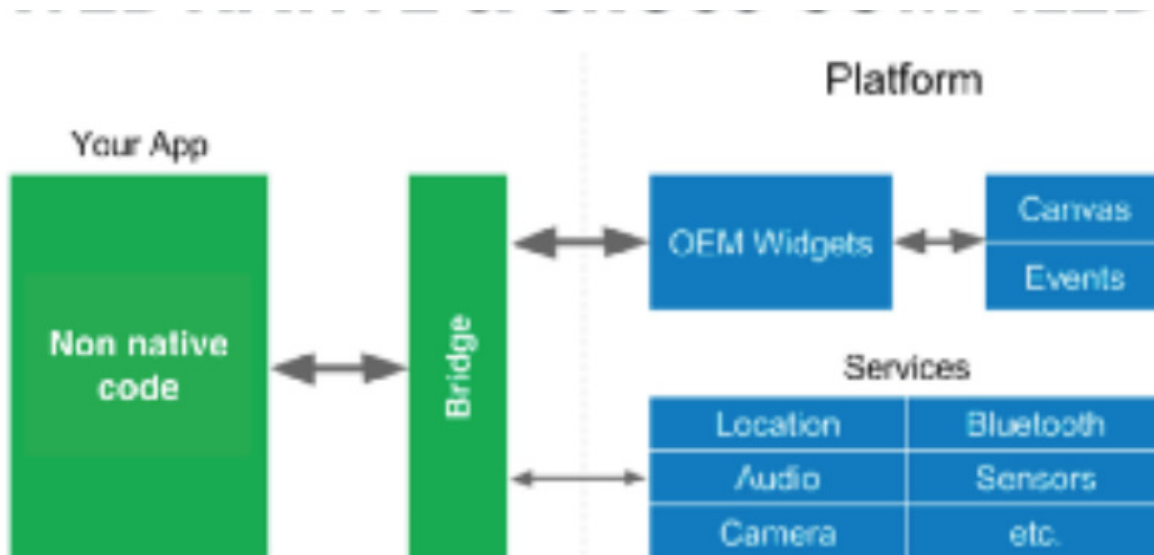 Platform
Your App
Non native
code
Bridge
OEM Widgets
Canvas
Events
Services
Location
Bluetooth
Audio
Sensors
Camera
etc.